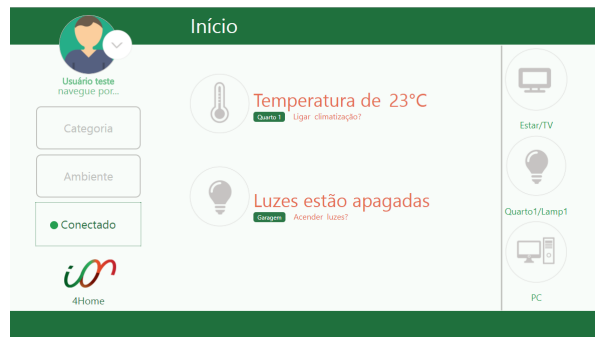 Início
Usuário teste
navegue por...
Categoria
Ambiente
Conectado
ion
4Home
Temperatura de 23°C
Quarto 1 Ligar climatização?
Luzes estão apagadas
Garagem Acender luzes?
Estar/TV
Quarto1/Lamp1
PC